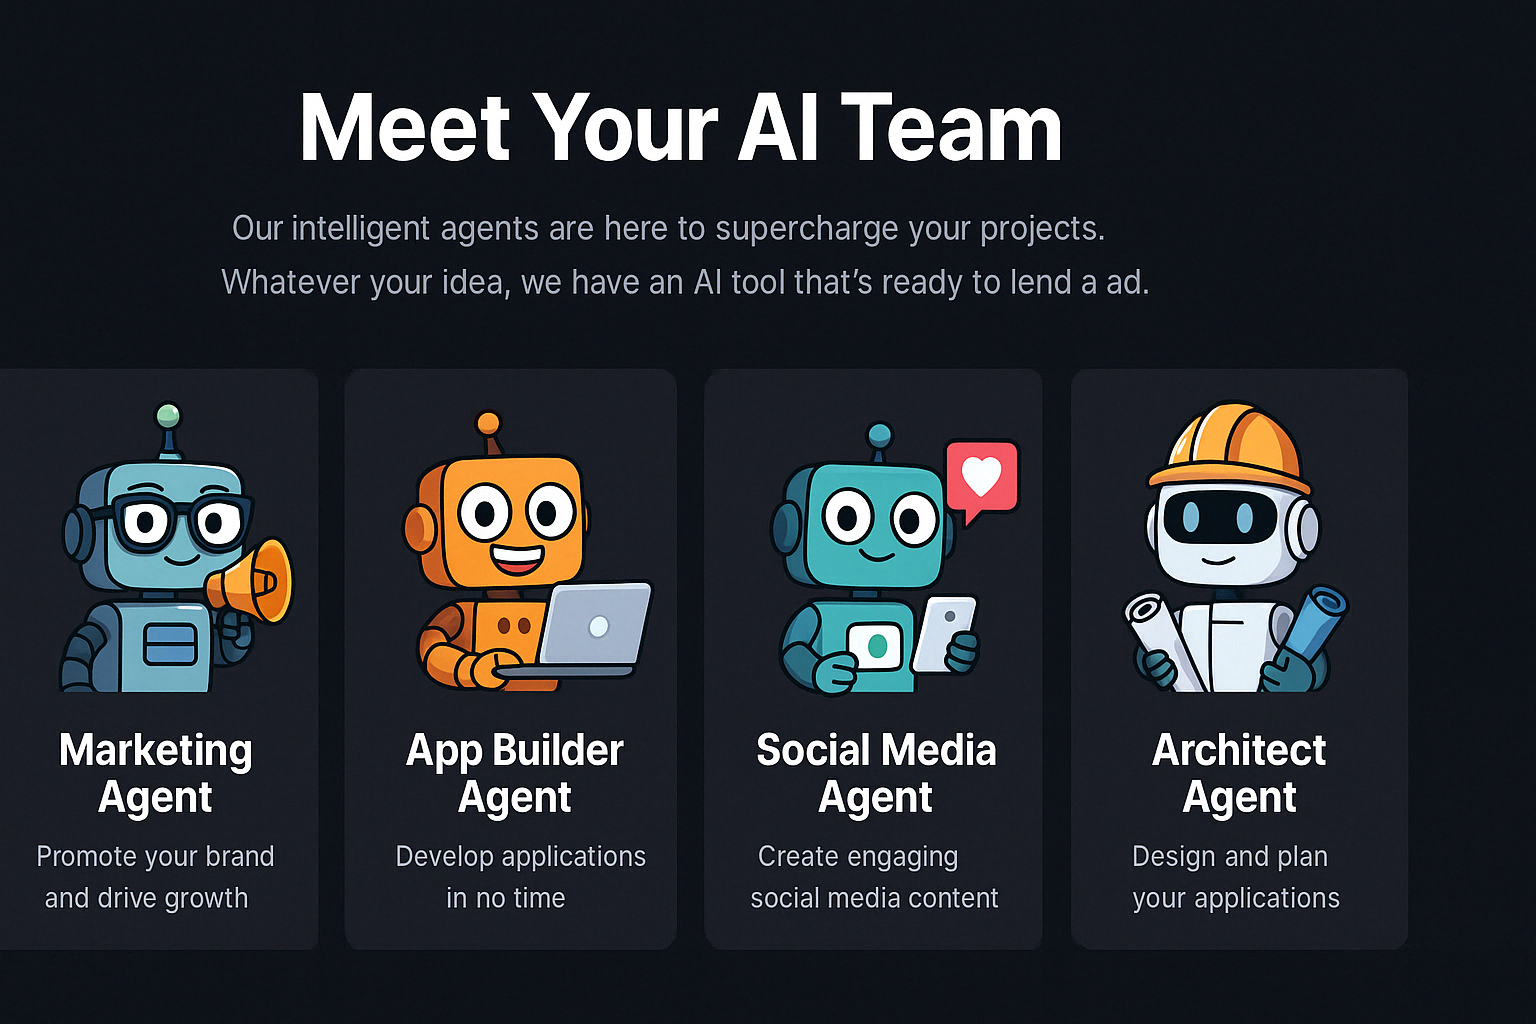 Meet Your AI Team
Our intelligent agents are here to supercharge your projects.
Whatever your idea, we have an AI tool that’s ready to lend a ad.
Marketing
Agent
Promote your brand
and drive growth
App Builder
Agent
Develop applications
in no time
Social Media
Agent
Create engaging
social media content
Architect
Agent
Design and plan
your applications